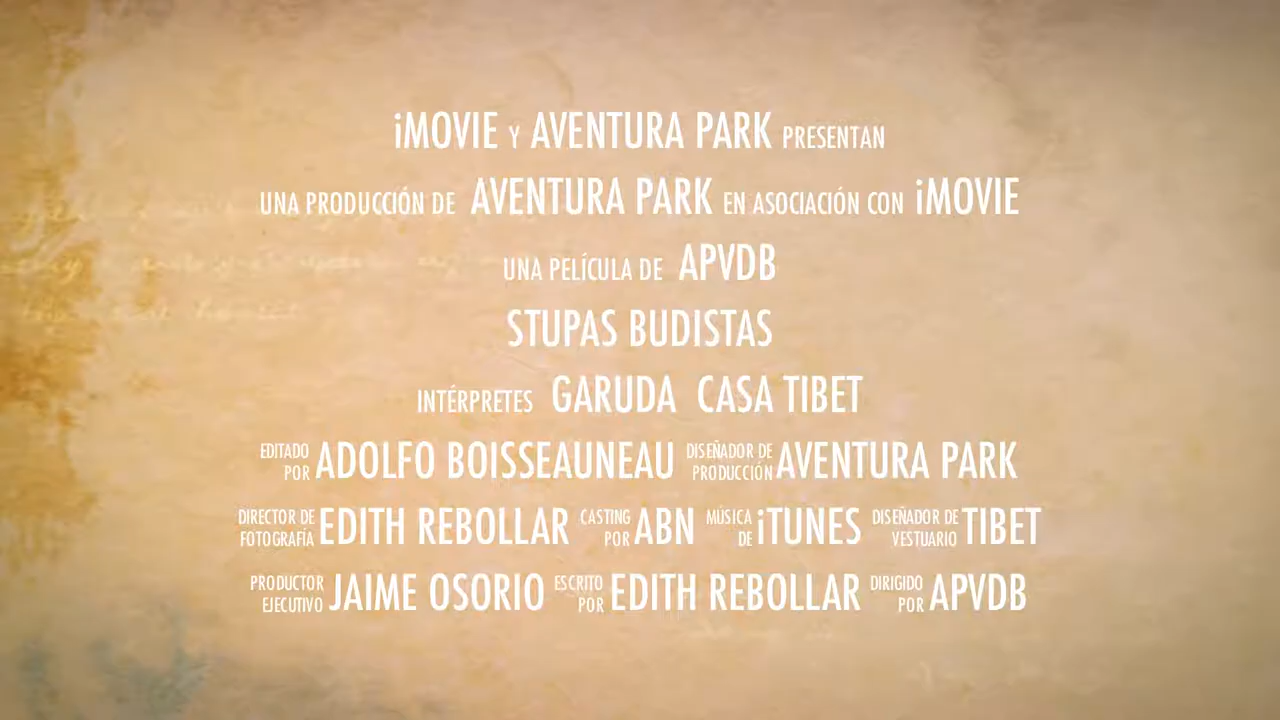 iMOVIE Y AVENTURA PARK PRESENTAN
UNA PRODUCCIÓN DE AVENTURA PARK EN ASOCIACIÓN CON iMOVIE
UNA PELÍCULA DE APVDB
STUPAS BUDISTAS
INTÉRPRETES GARUDA CASA TIBET
EDITADO POR ADOLFO BOISSEAUNEAU DISEÑADOR DE PRODUCCIÓN AVENTURA PARK
DIRECTOR DE FOTOGRAFÍA EDITH REBOLLAR CASTING POR ABN MÚSICA DE iTUNES DISEÑADOR DE VESTUARIO TIBET
PRODUCTOR EJECUTIVO JAIME OSORIO ESCRITO POR EDITH REBOLLAR DIRIGIDO POR APVDB